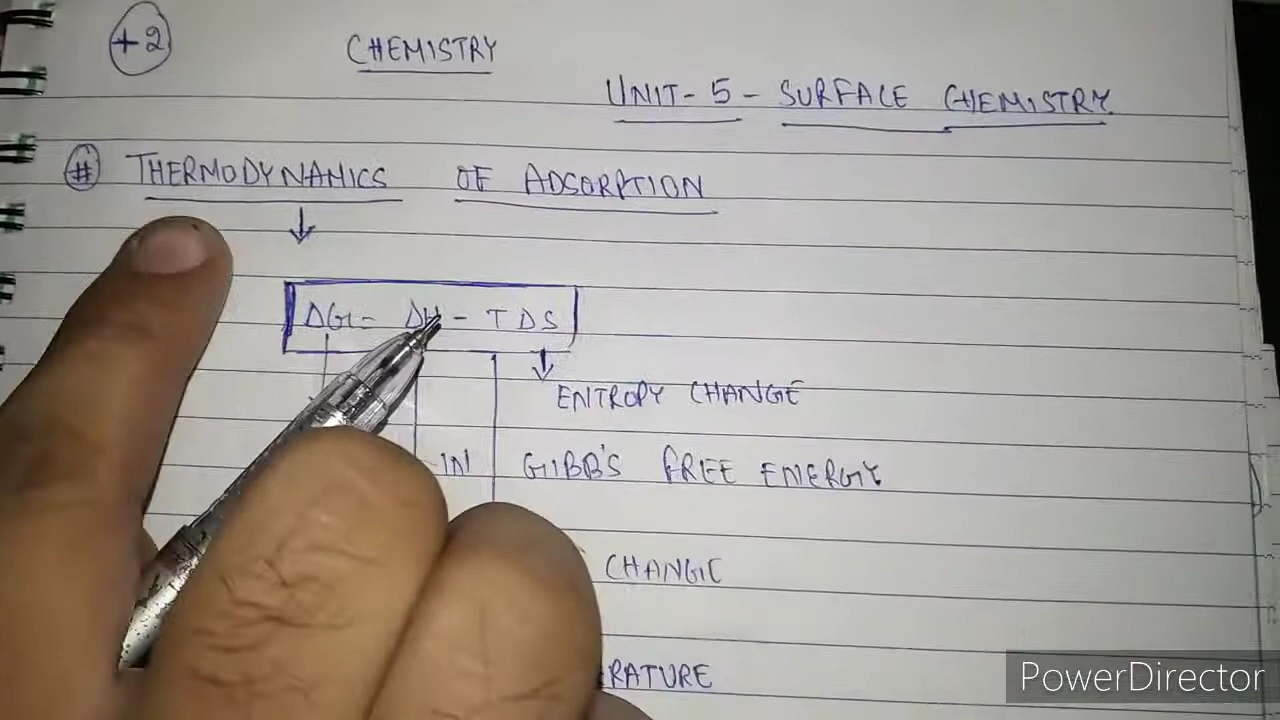 +2
CHEMISTRY
UNIT-5-SURFACE CHEMISTRY
# THERMODYNAMICS OF ADSORPTION
↓
ΔG = ΔH - TΔS
↓
ENTROPY CHANGE
IN GIBB'S FREE ENERGY
CHANGE
RATURE
PowerDirector